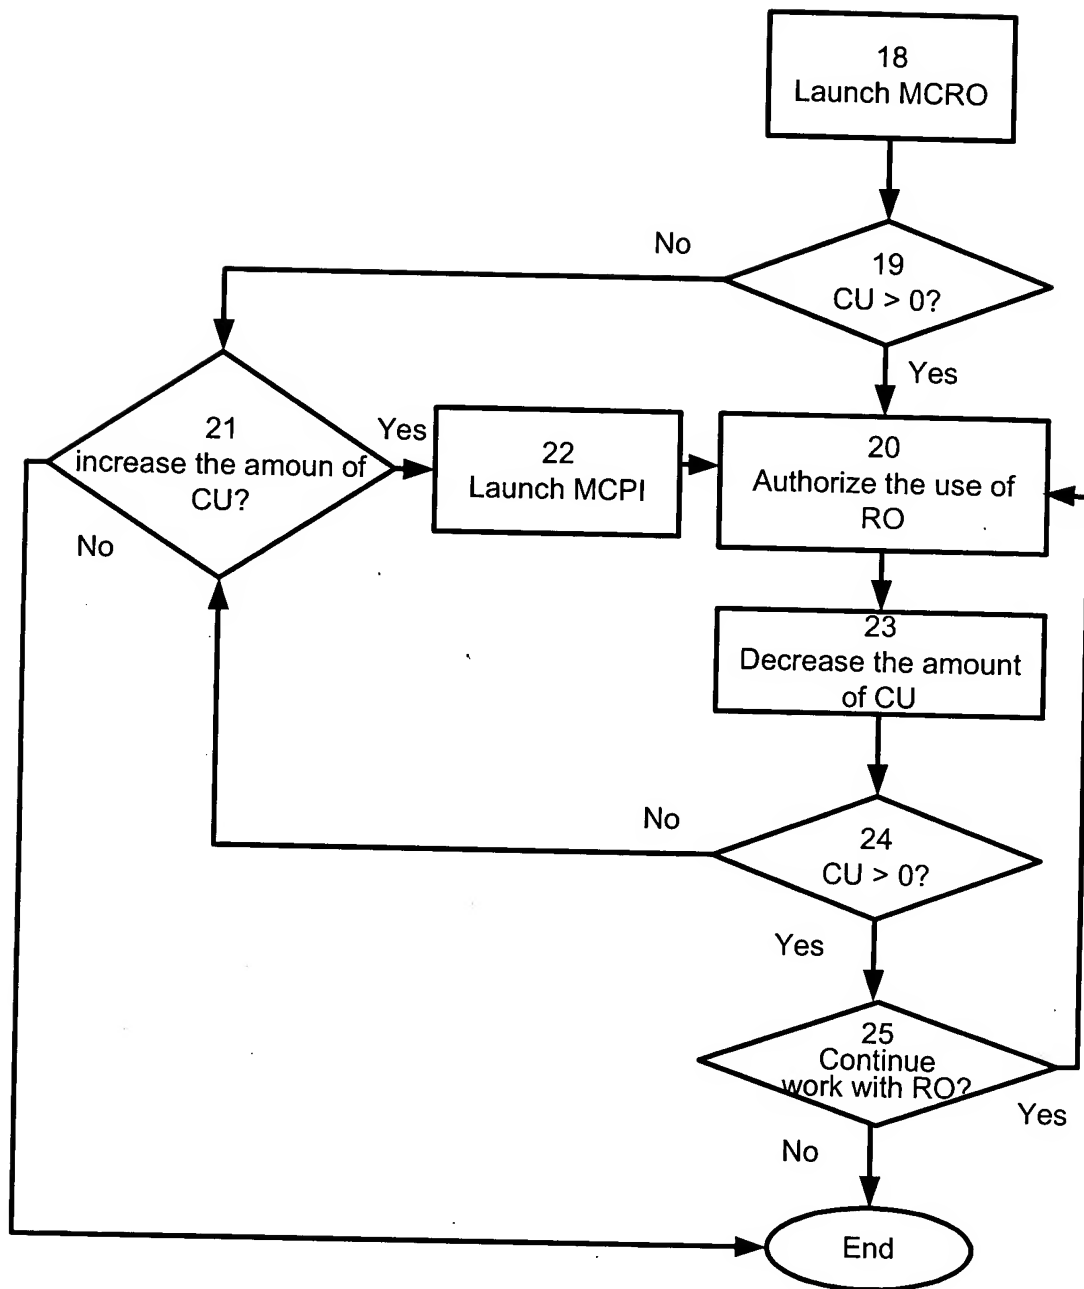 18
Launch MCRO
No
19
CU > 0?
Yes
21
increase the amoun of
CU?
Yes
No
22
Launch MCPI
20
Authorize the use of
RO
23
Decrease the amount
of CU
No
24
CU > 0?
Yes
25
Continue
work with RO?
Yes
No
End